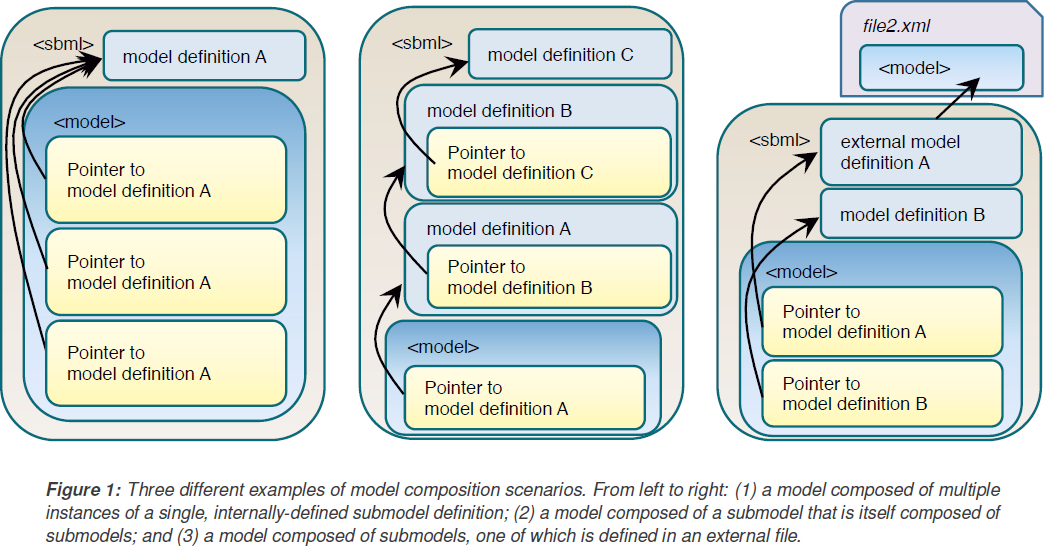 <sbml>
model definition A
<model>
Pointer to
model definition A
Pointer to
model definition A
Pointer to
model definition A
<sbml>
model definition C
model definition B
Pointer to
model definition C
model definition A
Pointer to
model definition B
<model>
Pointer to
model definition A
file2.xml
<model>
<sbml>
external model
definition A
model definition B
<model>
Pointer to
model definition A
Pointer to
model definition B
Figure 1: Three different examples of model composition scenarios. From left to right: (1) a model composed of multiple
instances of a single, internally-defined submodel definition; (2) a model composed of a submodel that is itself composed of
submodels; and (3) a model composed of submodels, one of which is defined in an external file.